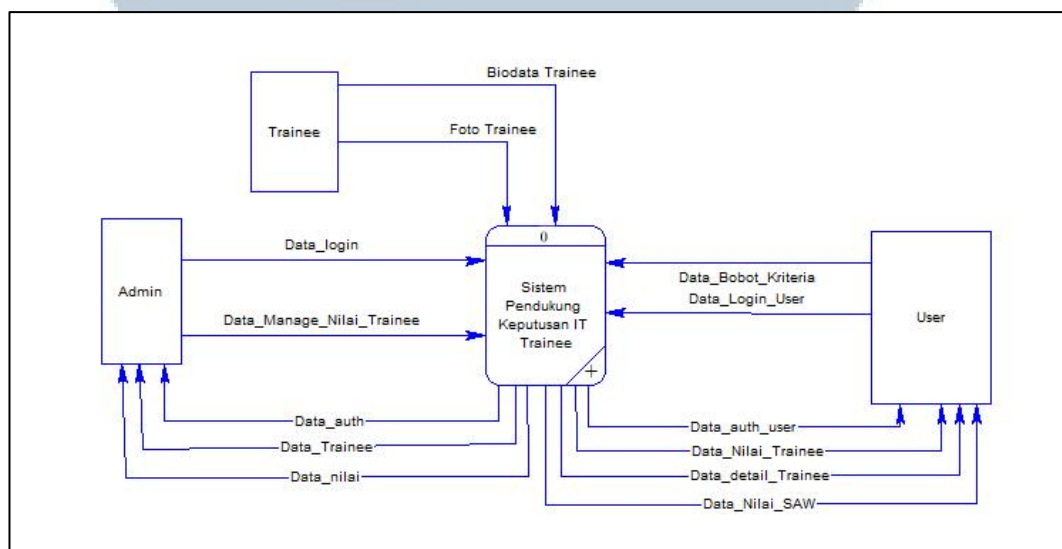 Biodata Trainee
Trainee
Foto Trainee
0
Data_login
Sistem
Pendukung
Keputusan IT
Trainee
Data_Bobot_Kriteria
Data_Login_User
Admin
User
Data_Manage_Nilai_Trainee
+
Data_auth
Data_Trainee
Data_nilai
Data_auth_user
Data_Nilai_Trainee
Data_detail_Trainee
Data_Nilai_SAW